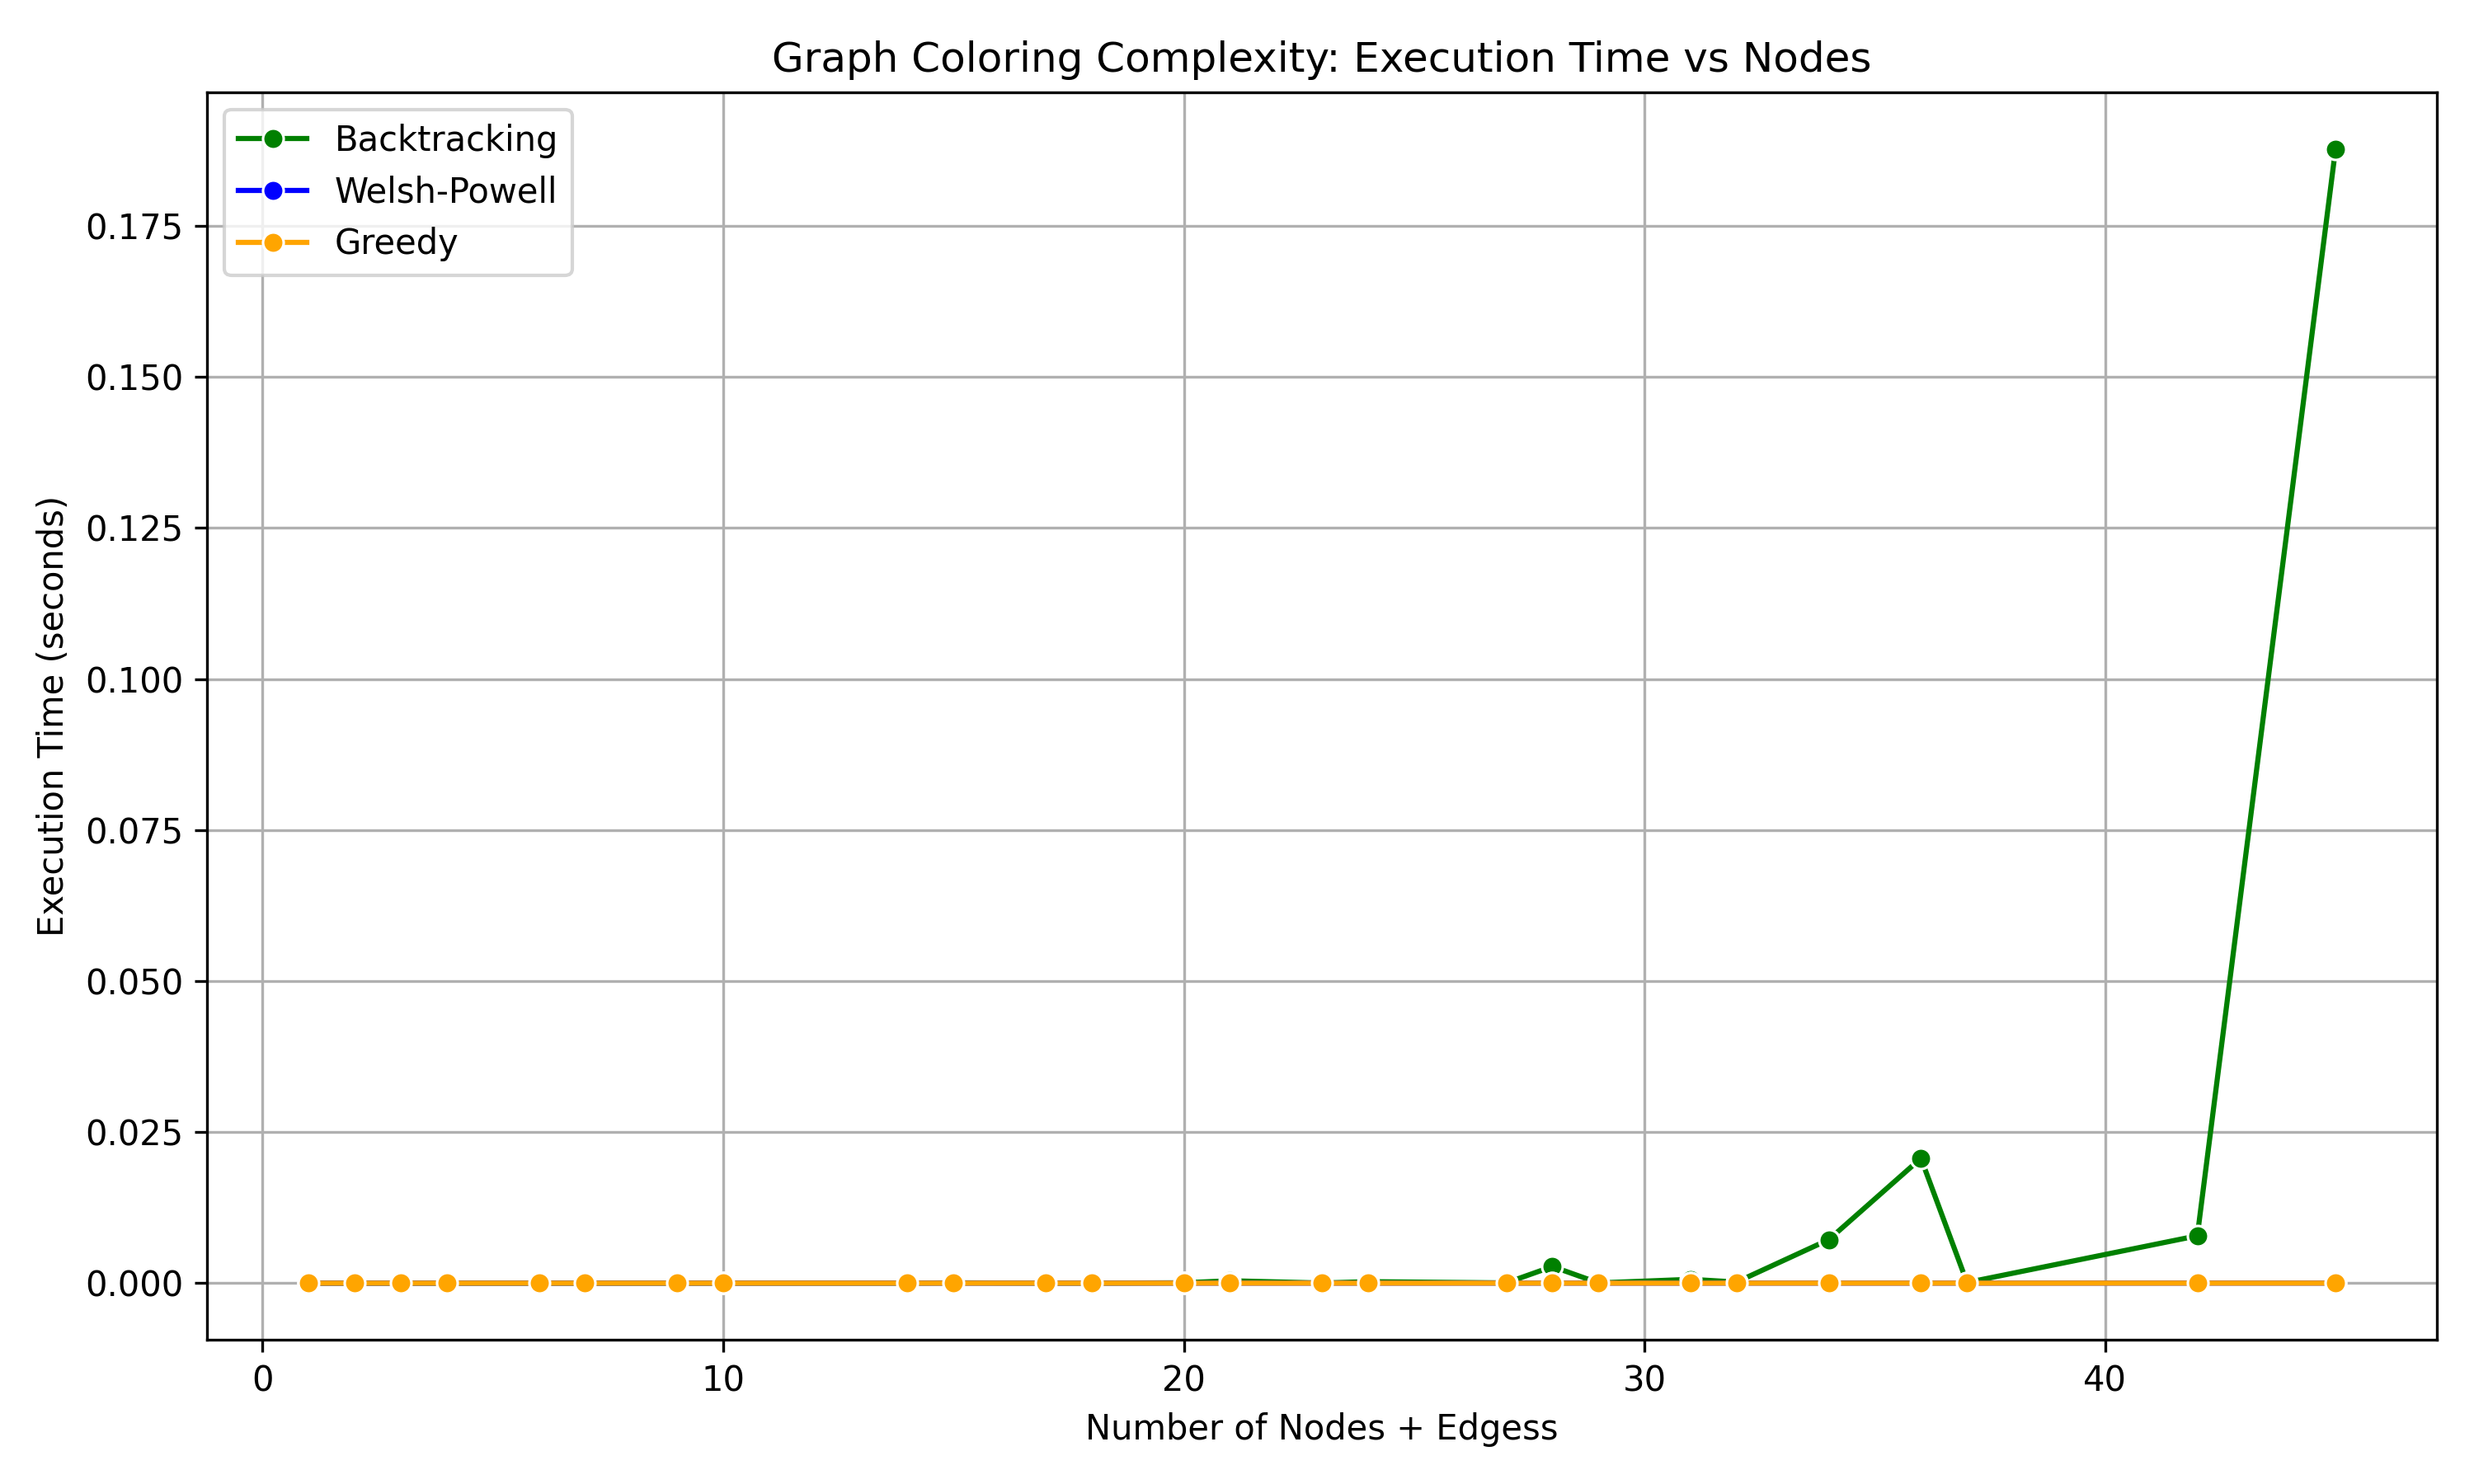 Graph Coloring Complexity: Execution Time vs Nodes
Backtracking
Welsh-Powell
Greedy
Execution Time (seconds)
0.175
0.150
0.125
0.100
0.075
0.050
0.025
0.000
0 10 20 30 40
Number of Nodes + Edgess